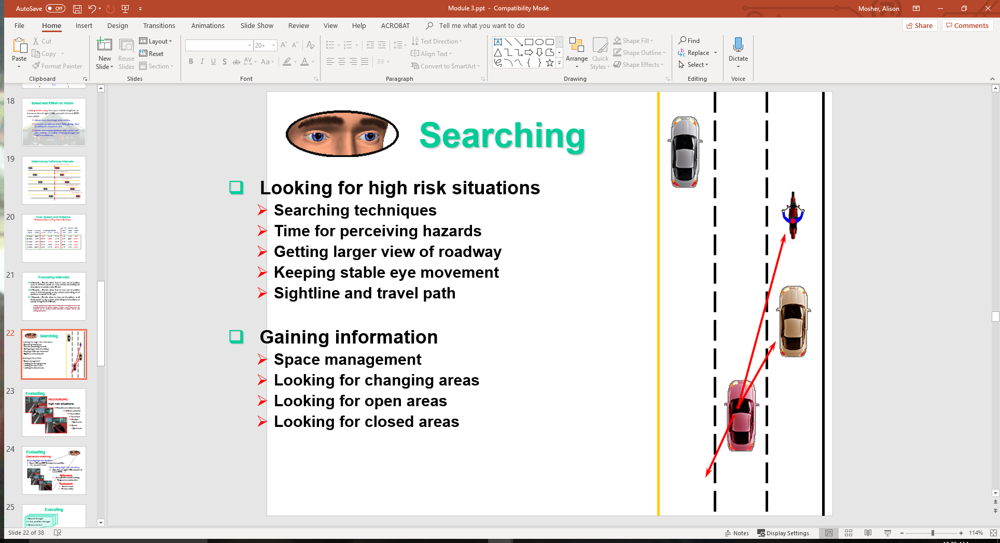 AutoSave Off
Module 3.ppt - Compatibility Mode
Mosher, Alison
File Home Insert Design Transitions Animations Slide Show Review View Help ACROBAT Tell me what you want to do
Share Comments
Paste
Cut
Copy
Format Painter
Clipboard
New Slide
Reuse Slides
Layout
Reset
Section
Slides
20+
B I U S ab AV Aa A
Font
Text Direction
Align Text
Convert to SmartArt
Paragraph
Arrange
Quick Styles
Shape Fill
Shape Outline
Shape Effects
Drawing
Find
Replace
Select
Editing
Dictate
Voice
18
Speed and Effect on Vision
19
Determining Following Intervals
20
Time, Speed, and Distance
21
Following Intervals
22
Searching
23
Evaluating
RECOGNIZING
high risk situations
24
Evaluating
Decision-making
25
Executing
Searching
Looking for high risk situations
Searching techniques
Time for perceiving hazards
Getting larger view of roadway
Keeping stable eye movement
Sightline and travel path
Gaining information
Space management
Looking for changing areas
Looking for open areas
Looking for closed areas
Slide 22 of 38
Notes
Display Settings
114%